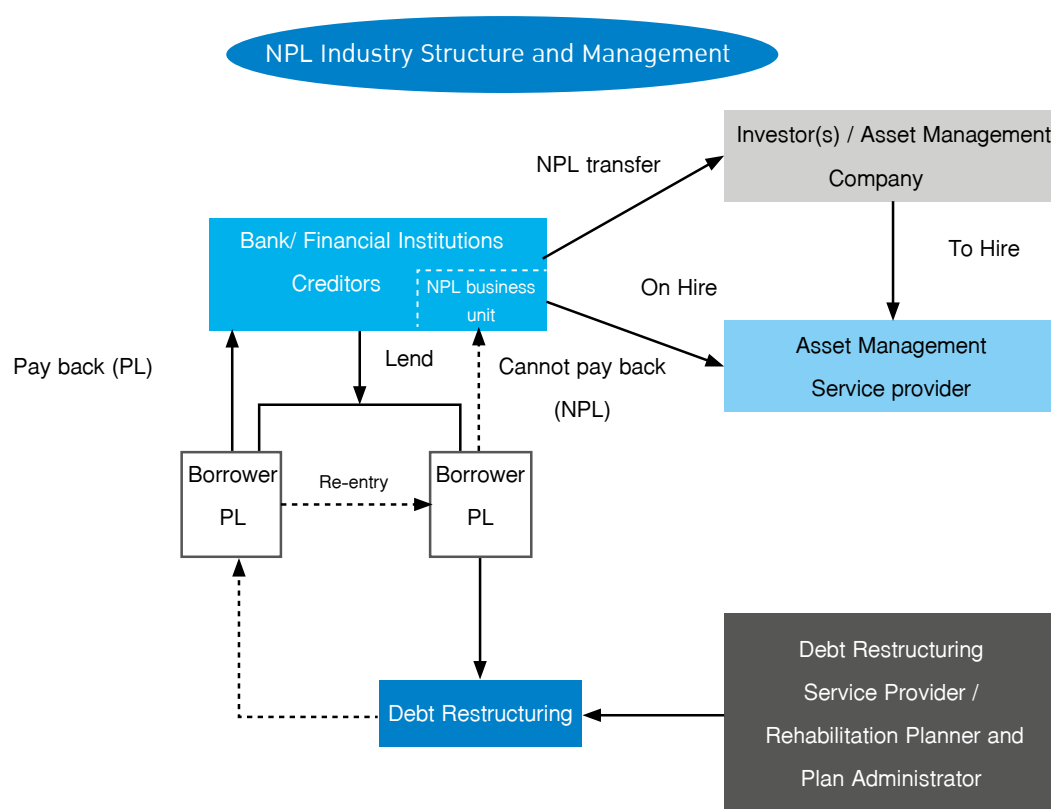 NPL Industry Structure and Management
Investor(s) / Asset Management
Company
NPL transfer
Bank/ Financial Institutions
Creditors
NPL business
unit
To Hire
On Hire
Asset Management
Service provider
Pay back (PL)
Lend
Cannot pay back
(NPL)
Borrower
PL
Re-entry
Borrower
PL
Debt Restructuring
Debt Restructuring
Service Provider /
Rehabilitation Planner and
Plan Administrator